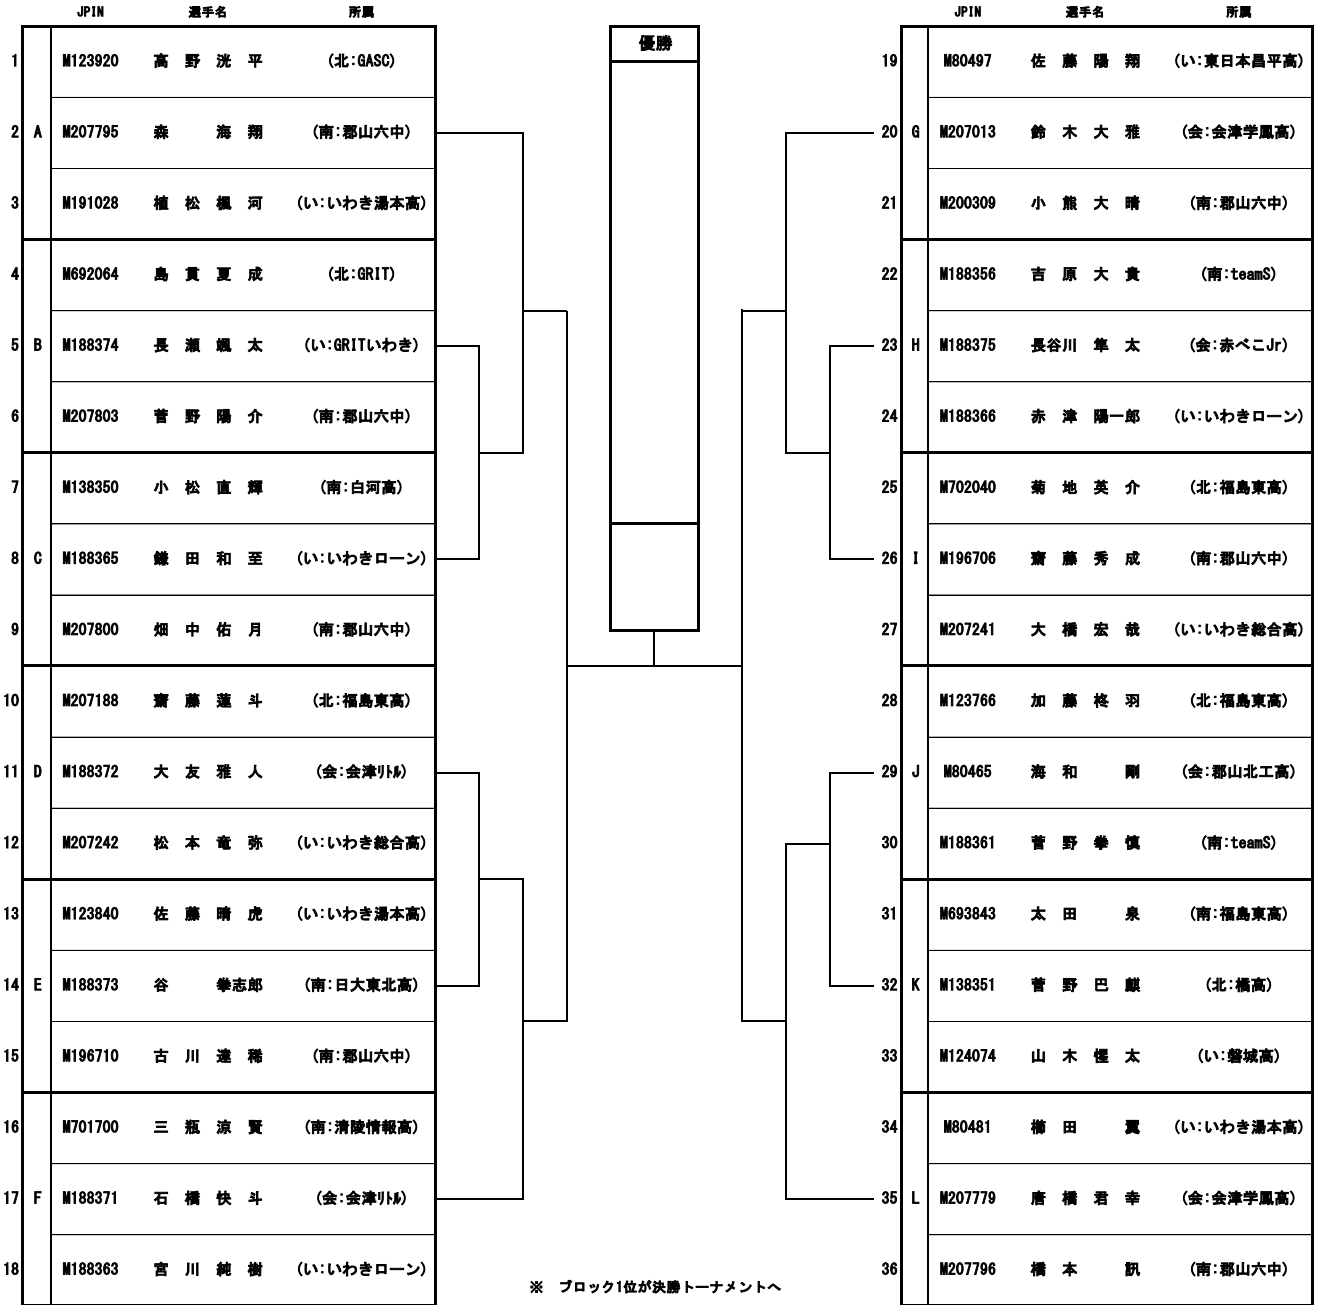 JPIN 選手名 所属
1 M123920 高野洸平 (北:GASC)
2 A M207795 森 海翔 (南:郡山六中)
3 M191028 植松楓河 (い:いわき湯本高)
4 M692064 島貫夏成 (北:GRIT)
5 B M188374 長瀬颯太 (い:GRITいわき)
6 M207803 菅野陽介 (南:郡山六中)
7 M138350 小松直輝 (南:白河高)
8 C M188365 鎌田和至 (い:いわきローン)
9 M207800 畑中佑月 (南:郡山六中)
10 M207188 齋藤蓮斗 (北:福島東高)
11 D M188372 大友雅人 (会:会津リトル)
12 M207242 松本竜弥 (い:いわき総合高)
13 M123840 佐藤晴虎 (い:いわき湯本高)
14 E M188373 谷 拳志郎 (南:日大東北高)
15 M196710 古川達稀 (南:郡山六中)
16 M701700 三瓶涼賢 (南:清陵情報高)
17 F M188371 石橋快斗 (会:会津リトル)
18 M188363 宮川純樹 (い:いわきローン)
優勝
※ ブロック1位が決勝トーナメントへ
JPIN 選手名 所属
19 M80497 佐藤陽翔 (い:東日本昌平高)
20 G M207013 鈴木大雅 (会:会津学鳳高)
21 M200309 小熊大晴 (南:郡山六中)
22 M188356 吉原大貴 (南:teamS)
23 H M188375 長谷川隼太 (会:赤べこJr)
24 M188366 赤津陽一郎 (い:いわきローン)
25 M702040 菊地英介 (北:福島東高)
26 I M196706 齋藤秀成 (南:郡山六中)
27 M207241 大橋宏哉 (い:いわき総合高)
28 M123766 加藤柊羽 (北:福島東高)
29 J M80465 海和 剛 (会:郡山北工高)
30 M188361 菅野拳慎 (南:teamS)
31 M693843 太田 泉 (南:福島東高)
32 K M138351 菅野巴麒 (北:橘高)
33 M124074 山木惺太 (い:磐城高)
34 M80481 櫛田 翼 (い:いわき湯本高)
35 L M207779 唐橋君幸 (会:会津学鳳高)
36 M207796 橋本 (南:郡山六中)